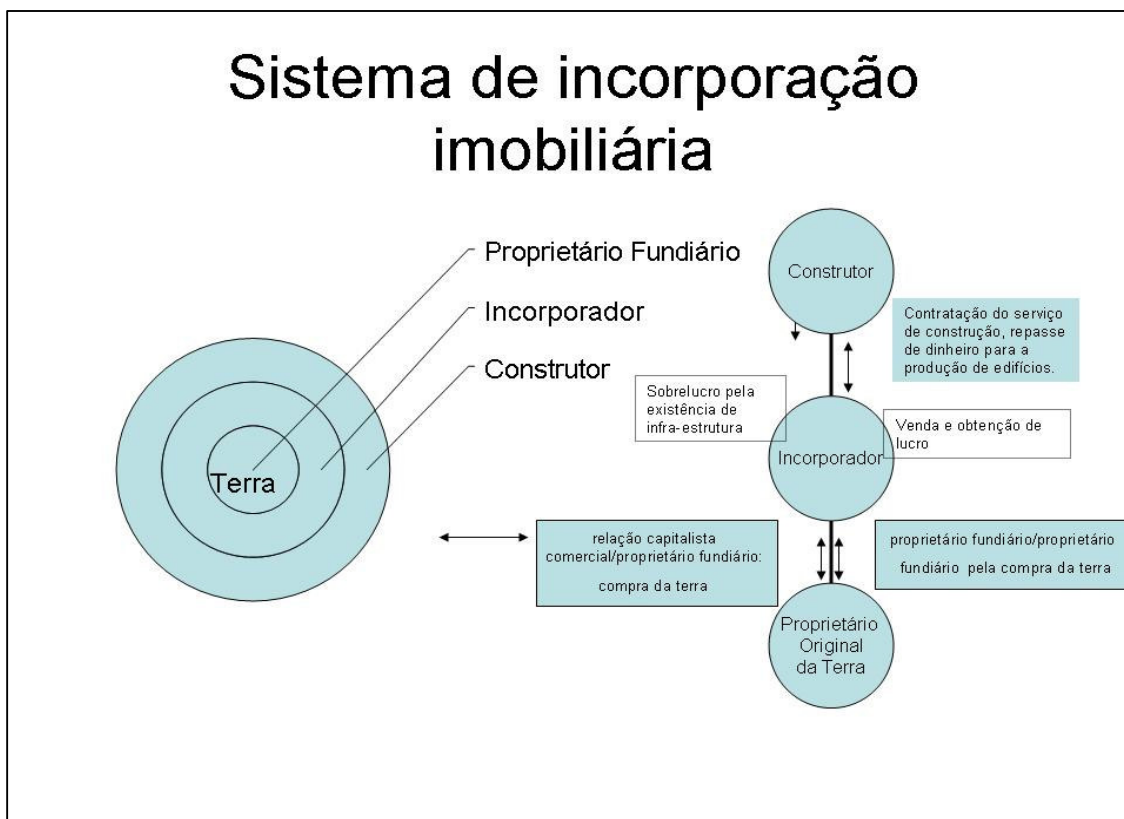 Sistema de incorporação
imobiliária
Proprietário Fundiário
Incorporador
Construtor
Terra
Construtor
Contratação do serviço
de construção, repasse
de dinheiro para a
produção de edifícios.
Sobrelucro pela
existência de
infra-estrutura
Venda e obtenção de
lucro
Incorporador
relação capitalista
comercial/proprietário fundiário:
compra da terra
proprietário fundiário/proprietário
fundiário pela compra da terra
Proprietário
Original
da Terra